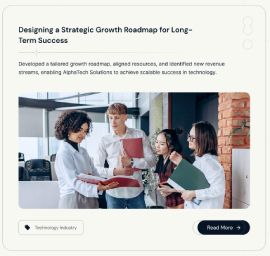 Designing a Strategic Growth Roadmap for Long-
Term Success
Developed a tailored growth roadmap, aligned resources, and identified new revenue
streams, enabling AlphaTech Solutions to achieve scalable success in technology.
Technology Industry
Read More →